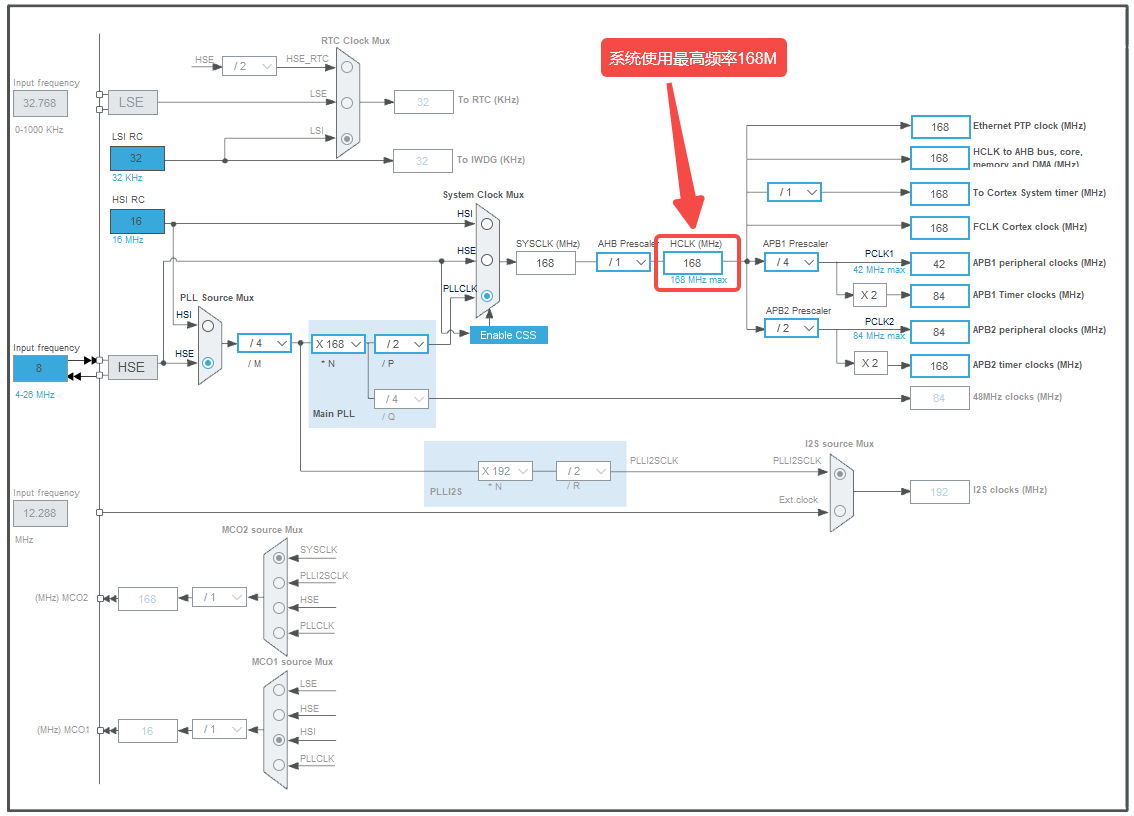 RTC Clock Mux
HSE
/ 2
HSE_RTC
系统使用最高频率168M
Input frequency
32.768
0-1000 KHz
LSE
LSE
32
To RTC (KHz)
LSI RC
32
32 KHz
LSI
32
To IWDG (KHz)
HSI RC
16
16 MHz
System Clock Mux
HSI
HSE
PLLCLK
SYSCLK (MHz)
168
AHB Prescaler
/ 1
HCLK (MHz)
168
168 MHz max
168
Ethernet PTP clock (MHz)
168
HCLK to AHB bus, core,
memory and DMA (MHz)
/ 1
168
To Cortex System timer (MHz)
168
FCLK Cortex clock (MHz)
APB1 Prescaler
/ 4
PCLK1
42 MHz max
42
APB1 peripheral clocks (MHz)
X 2
84
APB1 Timer clocks (MHz)
APB2 Prescaler
/ 2
PCLK2
84 MHz max
84
APB2 peripheral clocks (MHz)
X 2
168
APB2 timer clocks (MHz)
84
48MHz clocks (MHz)
PLL Source Mux
HSI
HSE
Input frequency
8
4-26 MHz
HSE
/ 4
/ M
X 168
* N
/ 2
/ P
/ 4
/ Q
Main PLL
Enable CSS
X 192
* N
/ 2
/ R
PLLI2S
PLLI2SCLK
I2S source Mux
PLLI2SCLK
Ext.clock
192
I2S clocks (MHz)
Input frequency
12.288
MHz
MCO2 source Mux
SYSCLK
PLLI2SCLK
HSE
PLLCLK
(MHz) MCO2
168
/ 1
MCO1 source Mux
LSE
HSE
HSI
PLLCLK
(MHz) MCO1
16
/ 1